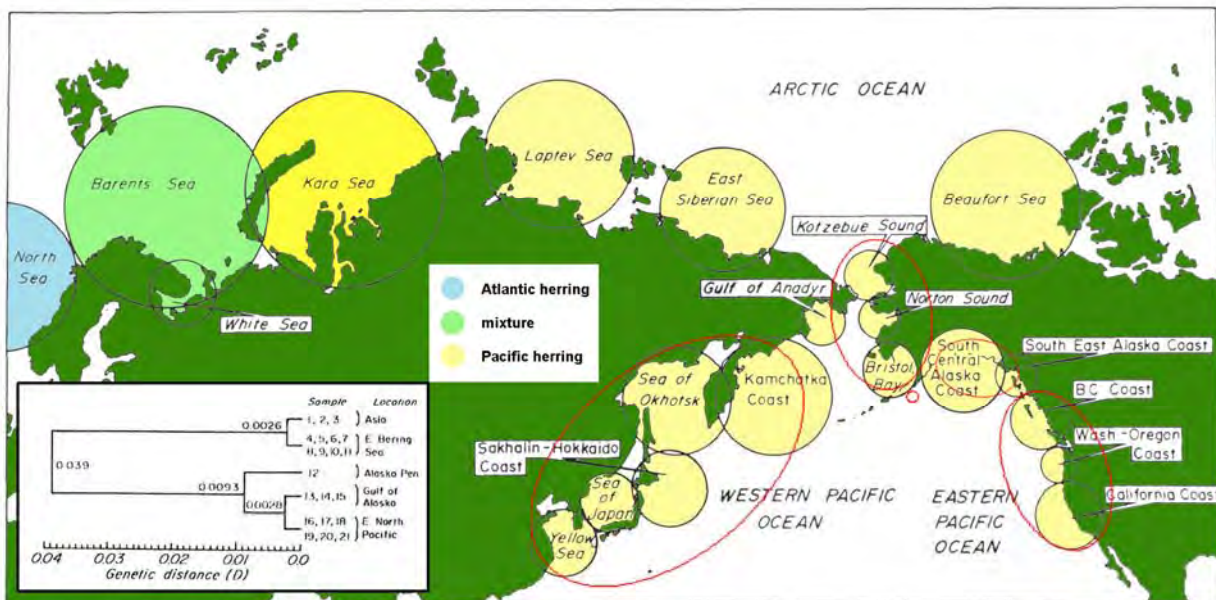 ARCTIC OCEAN
Barents Sea
Kara Sea
Laptev Sea
East
Siberian Sea
Beaufort Sea
Kotzebue Sound
North
Sea
White Sea
Atlantic herring
mixture
Pacific herring
Gulf of Anadyr
Norton Sound
South
Central
Alaska
Coast
South East Alaska Coast
Bristol
Bay
BC Coast
Sea of
Okhotsk
Kamchatka
Coast
Wash-Oregon
Coast
Sakhalin-Hokkaido
Coast
California Coast
Sea
of
Japan
Yellow
Sea
WESTERN PACIFIC
OCEAN
EASTERN
PACIFIC
OCEAN
Sample Location
0.0026
1, 2, 3 Asia
4, 5, 6, 7 E Bering
8, 9, 10, 11 Sea
0.039
0.0093
12 Alaska Pen
13, 14, 15 Gulf of
Alaska
0.0028
16, 17, 18 E North
19, 20, 21 Pacific
0.04 0.03 0.02 0.01 0.0
Genetic distance (D)